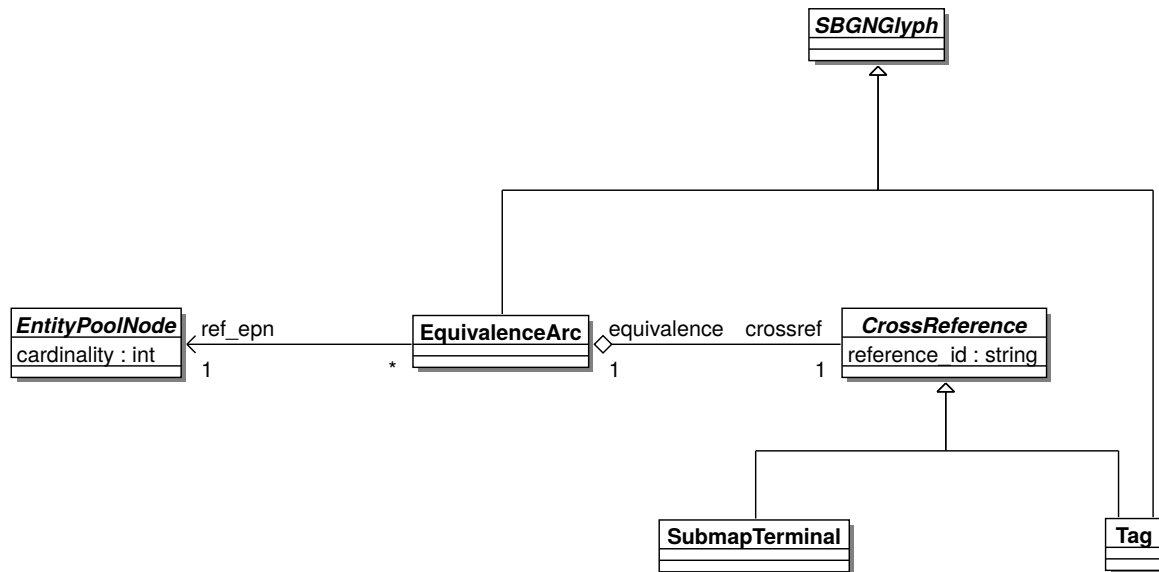 SBGNGlyph
EntityPoolNode
cardinality : int
ref_epn
1
*
EquivalenceArc
equivalence
crossref
1
1
CrossReference
reference_id : string
SubmapTerminal
Tag